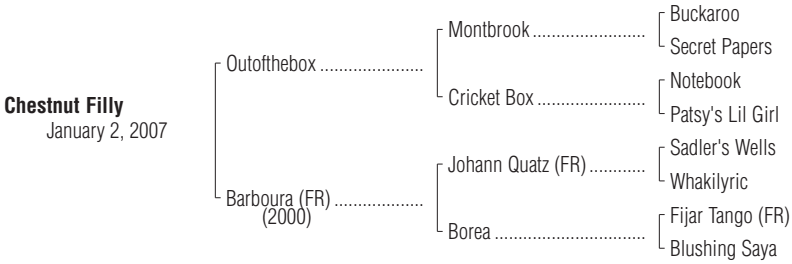 Buckaroo
Montbrook ........................
Secret Papers
Outofthebox ......................
Notebook
Cricket Box .......................
Patsy's Lil Girl
Chestnut Filly
January 2, 2007
Sadler's Wells
Johann Quatz (FR) ............
Whakilyric
Barboura (FR) ...................
(2000)
Fijar Tango (FR)
Borea ................................
Blushing Saya